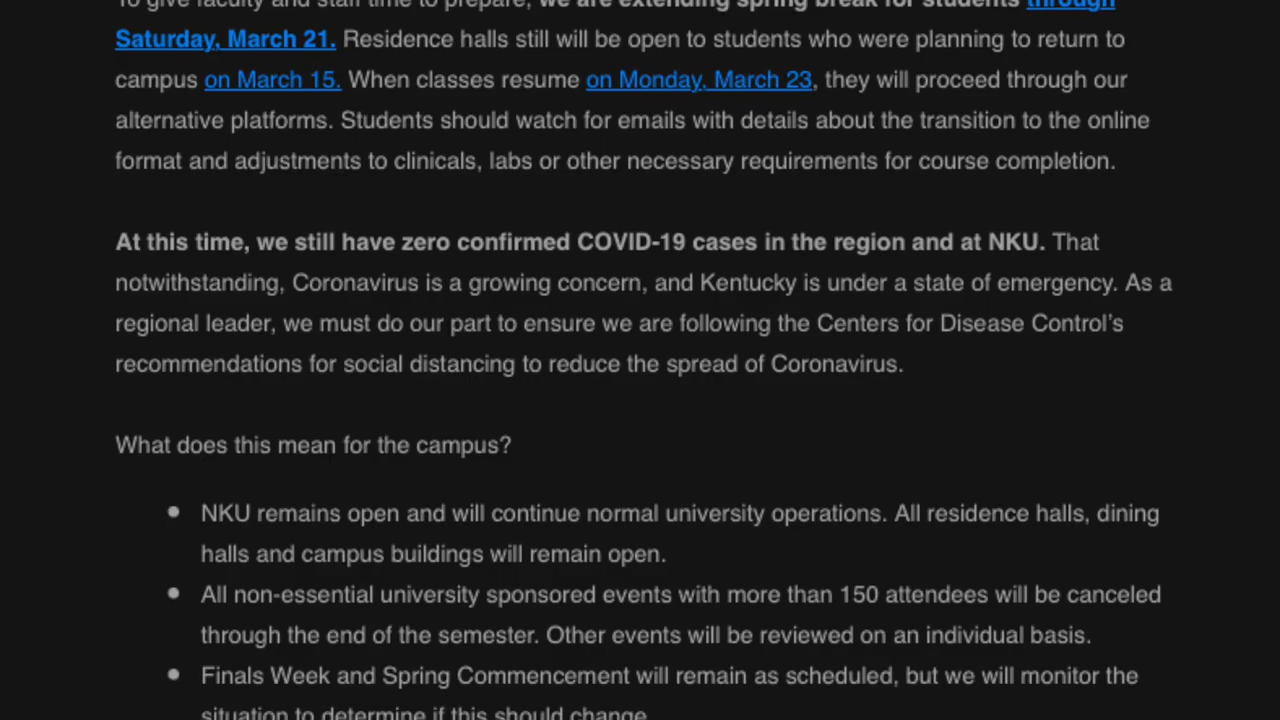 To give faculty and staff time to prepare, we are extending spring break for students through
Saturday, March 21. Residence halls still will be open to students who were planning to return to
campus on March 15. When classes resume on Monday, March 23, they will proceed through our
alternative platforms. Students should watch for emails with details about the transition to the online
format and adjustments to clinicals, labs or other necessary requirements for course completion.
At this time, we still have zero confirmed COVID-19 cases in the region and at NKU. That
notwithstanding, Coronavirus is a growing concern, and Kentucky is under a state of emergency. As a
regional leader, we must do our part to ensure we are following the Centers for Disease Control’s
recommendations for social distancing to reduce the spread of Coronavirus.
What does this mean for the campus?
• NKU remains open and will continue normal university operations. All residence halls, dining
halls and campus buildings will remain open.
• All non-essential university sponsored events with more than 150 attendees will be canceled
through the end of the semester. Other events will be reviewed on an individual basis.
• Finals Week and Spring Commencement will remain as scheduled, but we will monitor the
situation to determine if this should change.